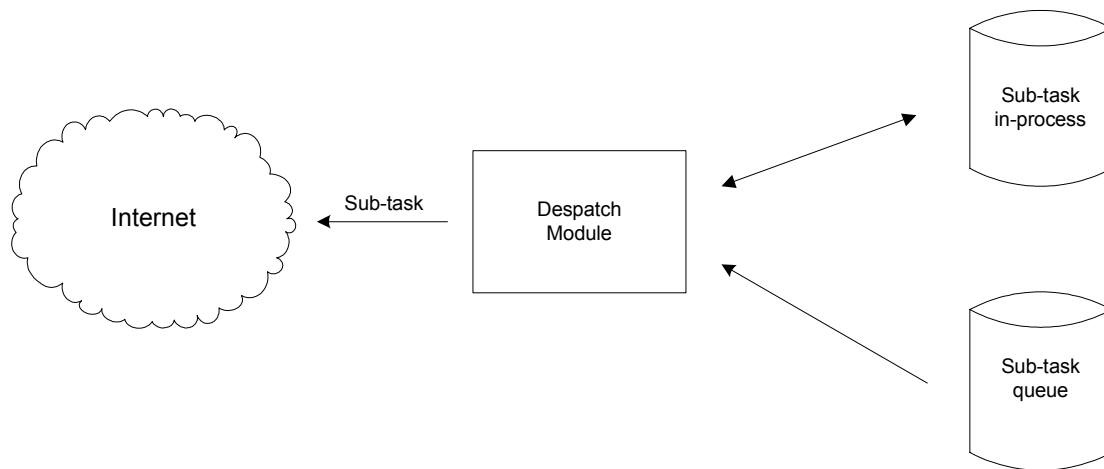 Sub-task
in-process
Internet
Sub-task
Despatch
Module
Sub-task
queue